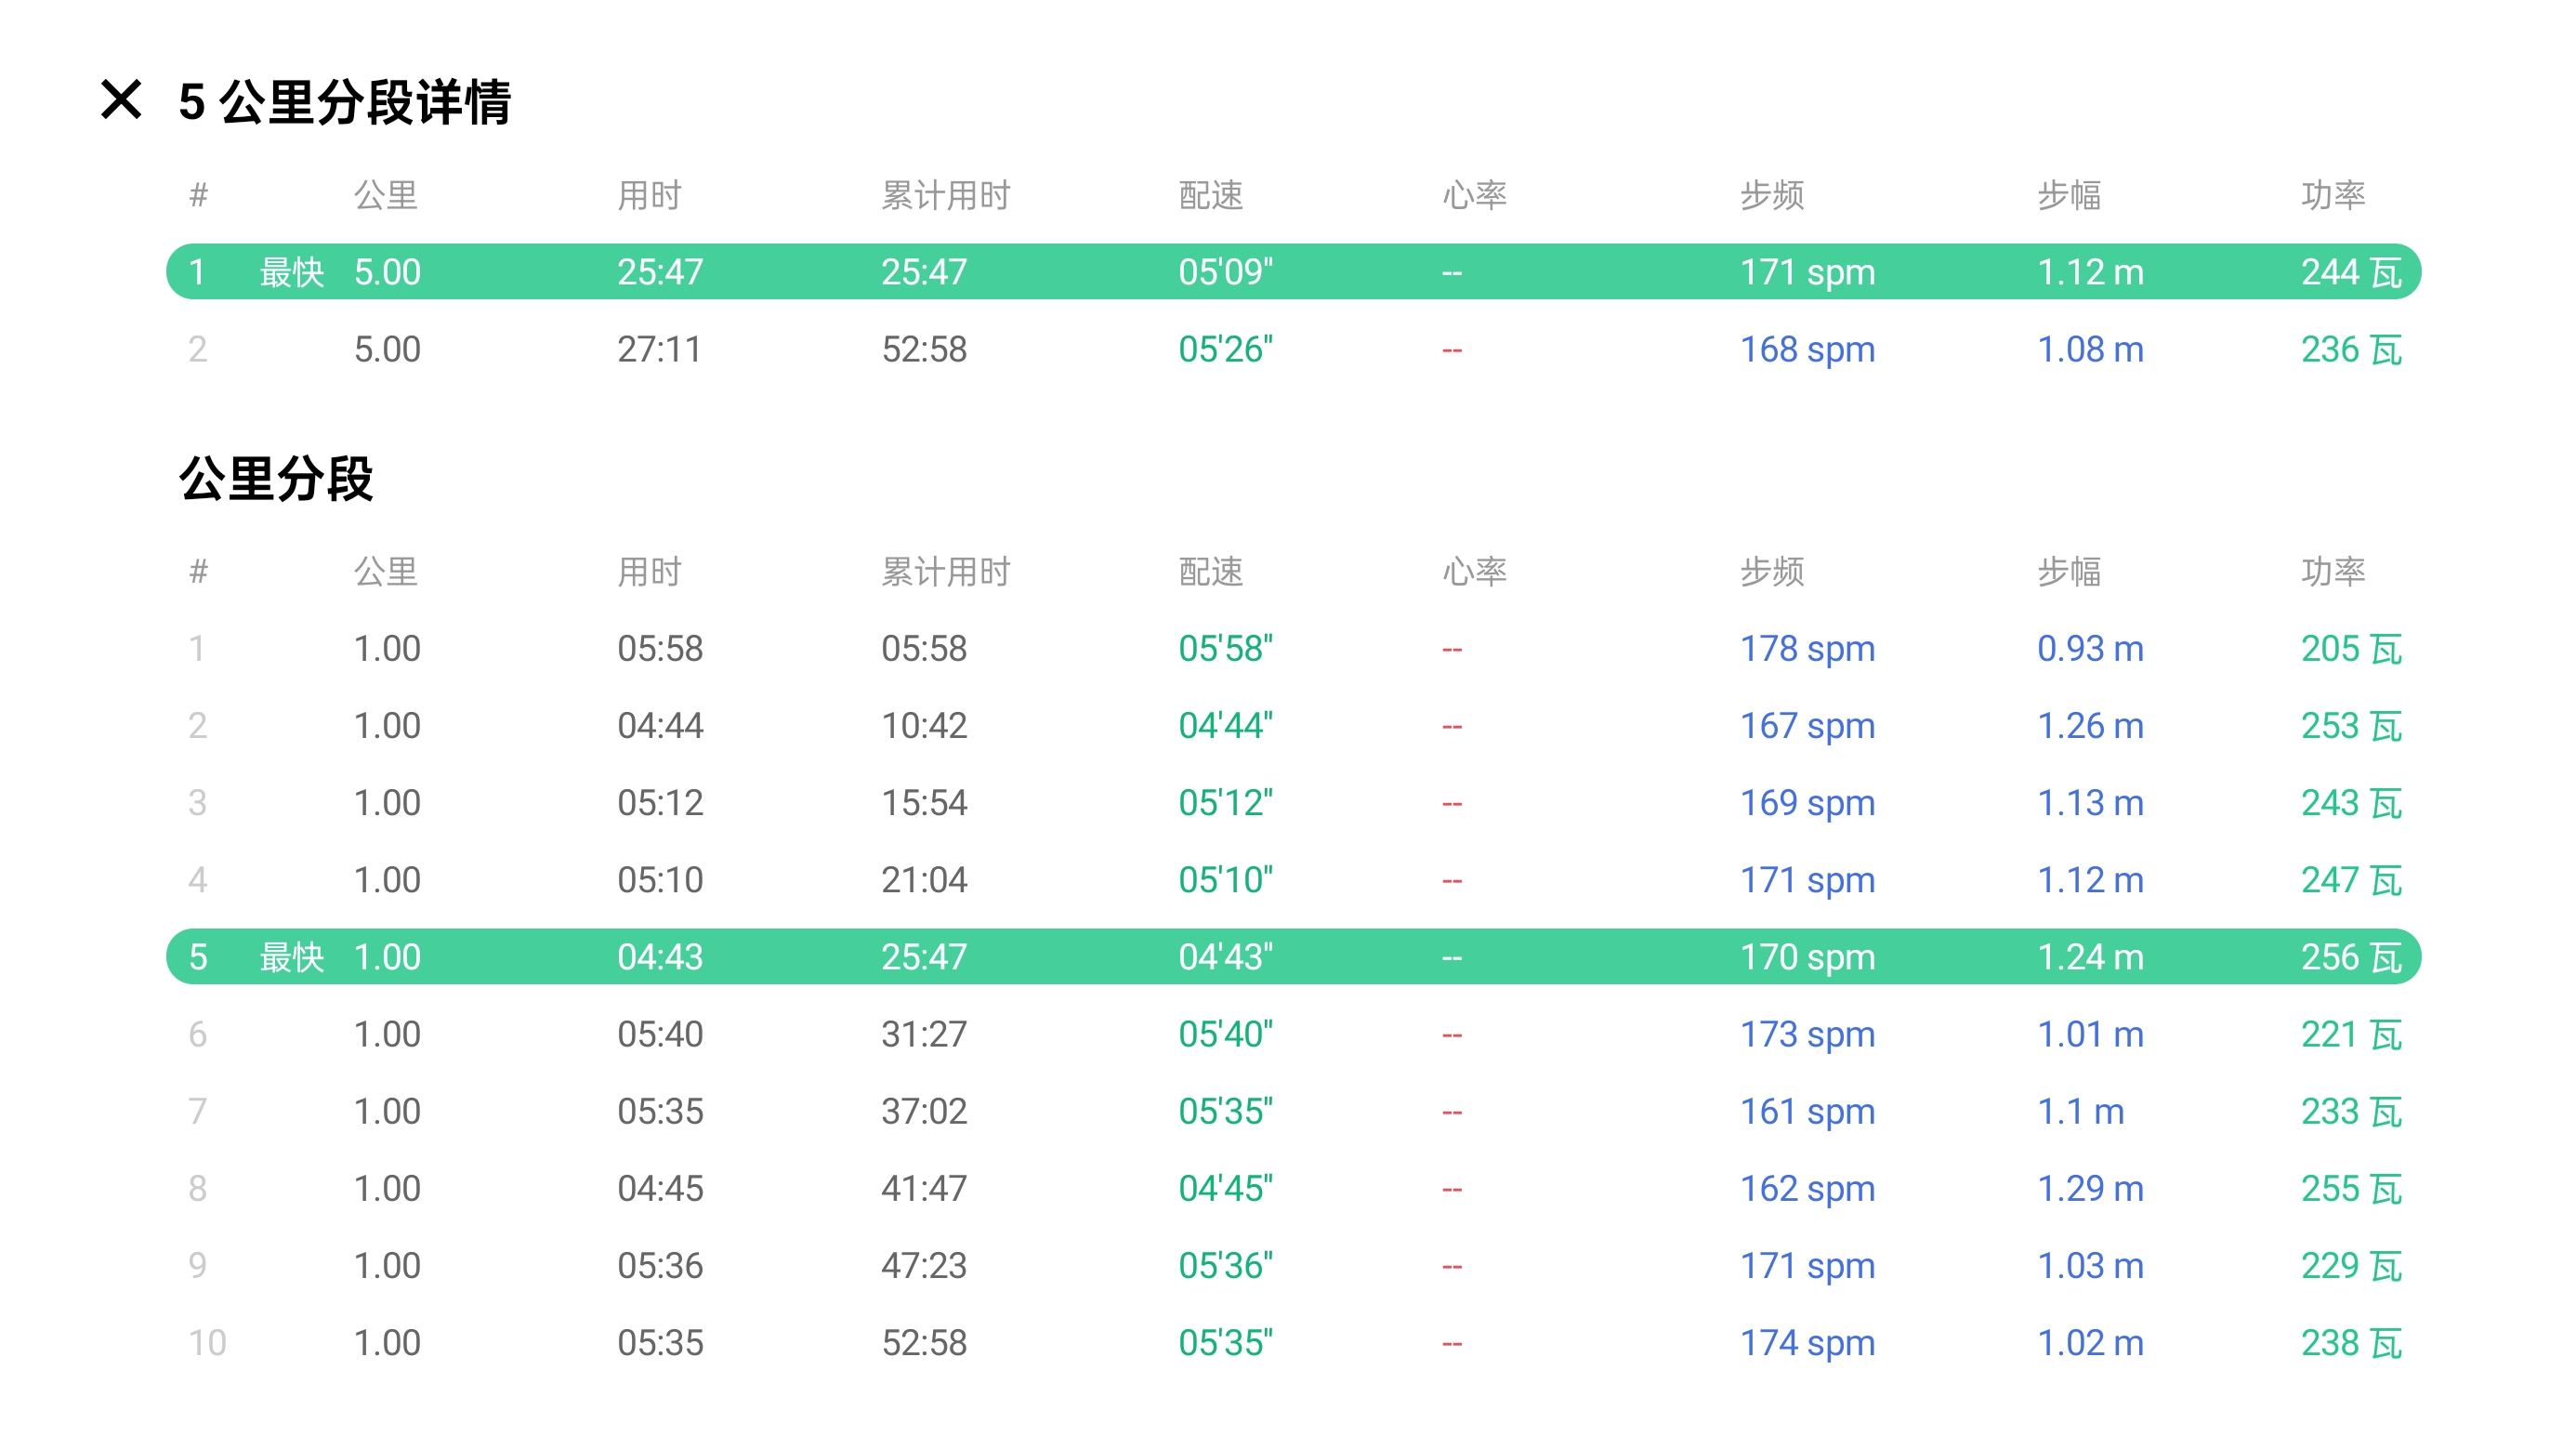 5 公里分段详情
# 公里 用时 累计用时 配速 心率 步频 步幅 功率
1 最快 5.00 25:47 25:47 05'09" -- 171 spm 1.12 m 244 瓦
2 5.00 27:11 52:58 05'26" -- 168 spm 1.08 m 236 瓦
公里分段
# 公里 用时 累计用时 配速 心率 步频 步幅 功率
1 1.00 05:58 05:58 05'58" -- 178 spm 0.93 m 205 瓦
2 1.00 04:44 10:42 04'44" -- 167 spm 1.26 m 253 瓦
3 1.00 05:12 15:54 05'12" -- 169 spm 1.13 m 243 瓦
4 1.00 05:10 21:04 05'10" -- 171 spm 1.12 m 247 瓦
5 最快 1.00 04:43 25:47 04'43" -- 170 spm 1.24 m 256 瓦
6 1.00 05:40 31:27 05'40" -- 173 spm 1.01 m 221 瓦
7 1.00 05:35 37:02 05'35" -- 161 spm 1.1 m 233 瓦
8 1.00 04:45 41:47 04'45" -- 162 spm 1.29 m 255 瓦
9 1.00 05:36 47:23 05'36" -- 171 spm 1.03 m 229 瓦
10 1.00 05:35 52:58 05'35" -- 174 spm 1.02 m 238 瓦